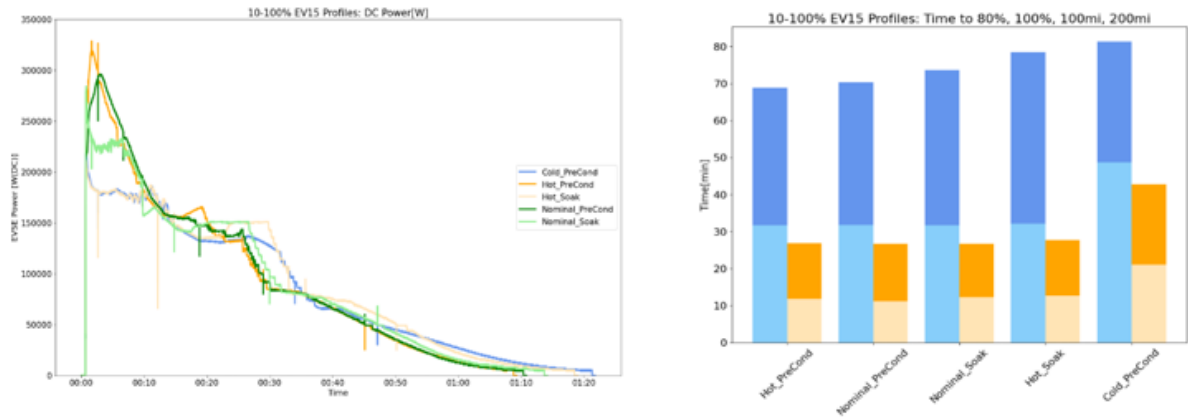 10-100% EV15 Profiles: DC Power[W]
EVSE Power [W(DC)]
350000
300000
250000
200000
150000
100000
50000
0
00:00 00:10 00:20 00:30 00:40 00:50 01:00 01:10 01:20
Time
Cold_PreCond
Hot_PreCond
Hot_Soak
Nominal_PreCond
Nominal_Soak
10-100% EV15 Profiles: Time to 80%, 100%, 100mi, 200mi
Time[min]
80
70
60
50
40
30
20
10
0
Hot_PreCond
Nominal_PreCond
Nominal_Soak
Hot_Soak
Cold_PreCond